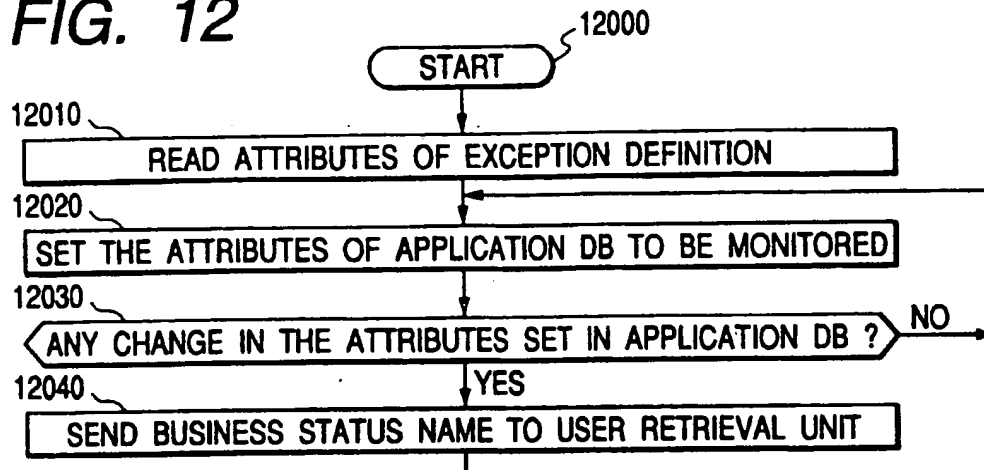 FIG. 12
START
12000
12010
READ ATTRIBUTES OF EXCEPTION DEFINITION
12020
SET THE ATTRIBUTES OF APPLICATION DB TO BE MONITORED
12030
ANY CHANGE IN THE ATTRIBUTES SET IN APPLICATION DB ?
NO
YES
12040
SEND BUSINESS STATUS NAME TO USER RETRIEVAL UNIT